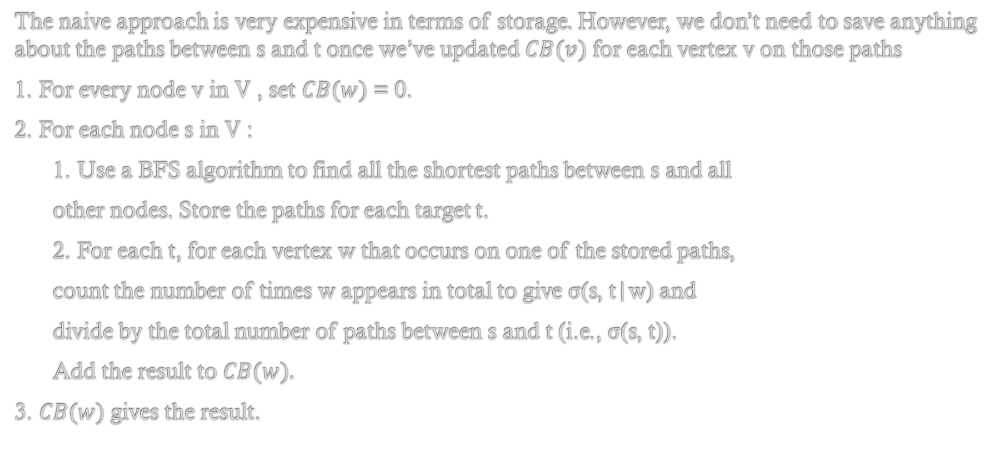 The naive approach is very expensive in terms of storage. However, we don’t need to save anything
about the paths between s and t once we’ve updated 𝐶𝐵(𝑣) for each vertex v on those paths
1. For every node v in V , set 𝐶𝐵(𝑤) = 0.
2. For each node s in V :
1. Use a BFS algorithm to find all the shortest paths between s and all
other nodes. Store the paths for each target t.
2. For each t, for each vertex w that occurs on one of the stored paths,
count the number of times w appears in total to give σ(s, t|w) and
divide by the total number of paths between s and t (i.e., σ(s, t)).
Add the result to 𝐶𝐵(𝑤).
3. 𝐶𝐵(𝑤) gives the result.